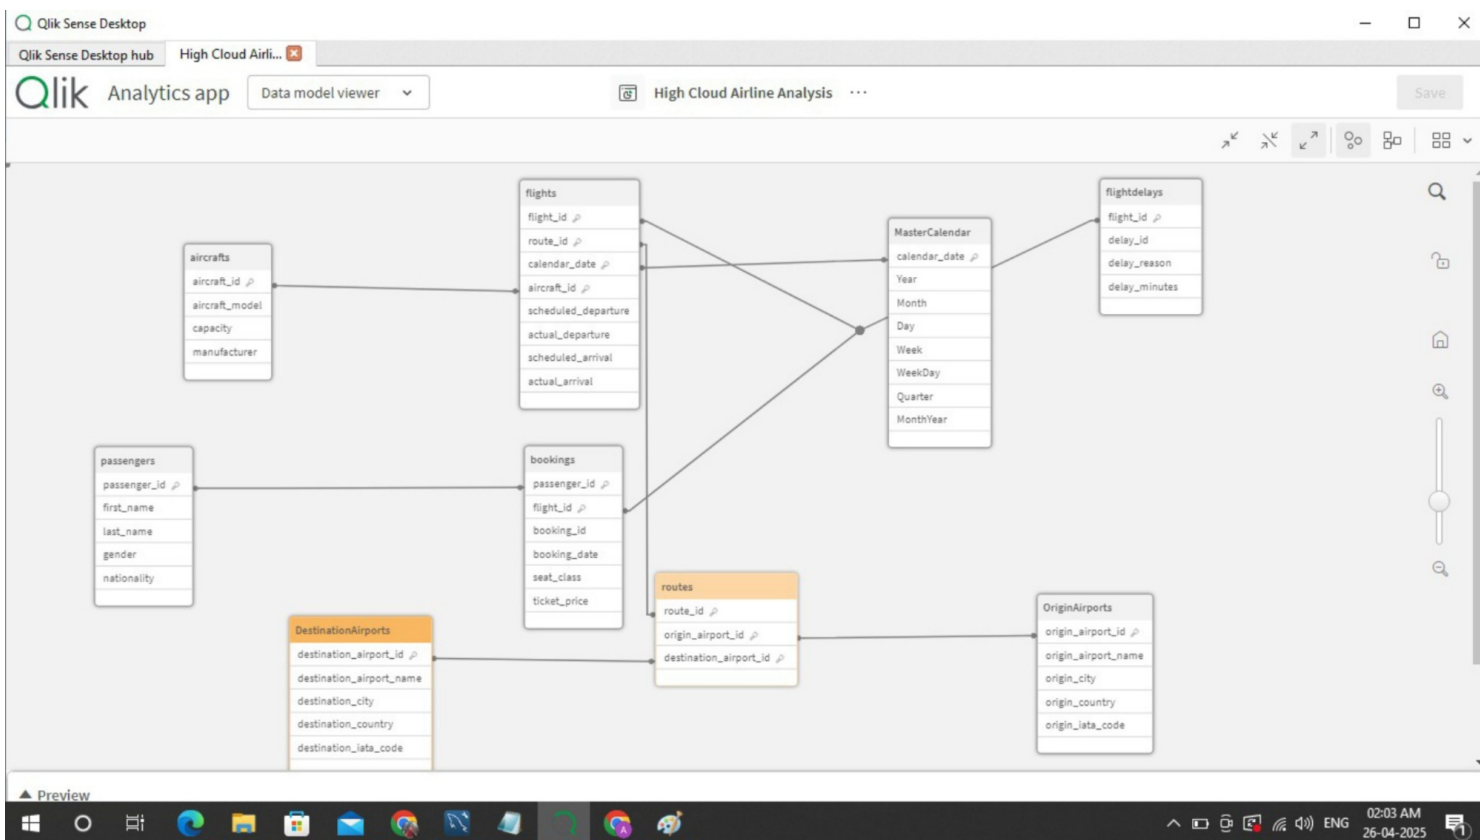 Qlik Sense Desktop
Qlik Sense Desktop hub
High Cloud Airli...
Qlik Analytics app
Data model viewer
High Cloud Airline Analysis ...
Save
flights
flight_id
route_id
calendar_date
aircraft_id
scheduled_departure
actual_departure
scheduled_arrival
actual_arrival
flightdelays
flight_id
delay_id
delay_reason
delay_minutes
MasterCalendar
calendar_date
Year
Month
Day
Week
WeekDay
Quarter
MonthYear
aircrafts
aircraft_id
aircraft_model
capacity
manufacturer
passengers
passenger_id
first_name
last_name
gender
nationality
bookings
passenger_id
flight_id
booking_id
booking_date
seat_class
ticket_price
routes
route_id
origin_airport_id
destination_airport_id
OriginAirports
origin_airport_id
origin_airport_name
origin_city
origin_country
origin_iata_code
DestinationAirports
destination_airport_id
destination_airport_name
destination_city
destination_country
destination_iata_code
Preview
ENG
02:03 AM
26-04-2025
1